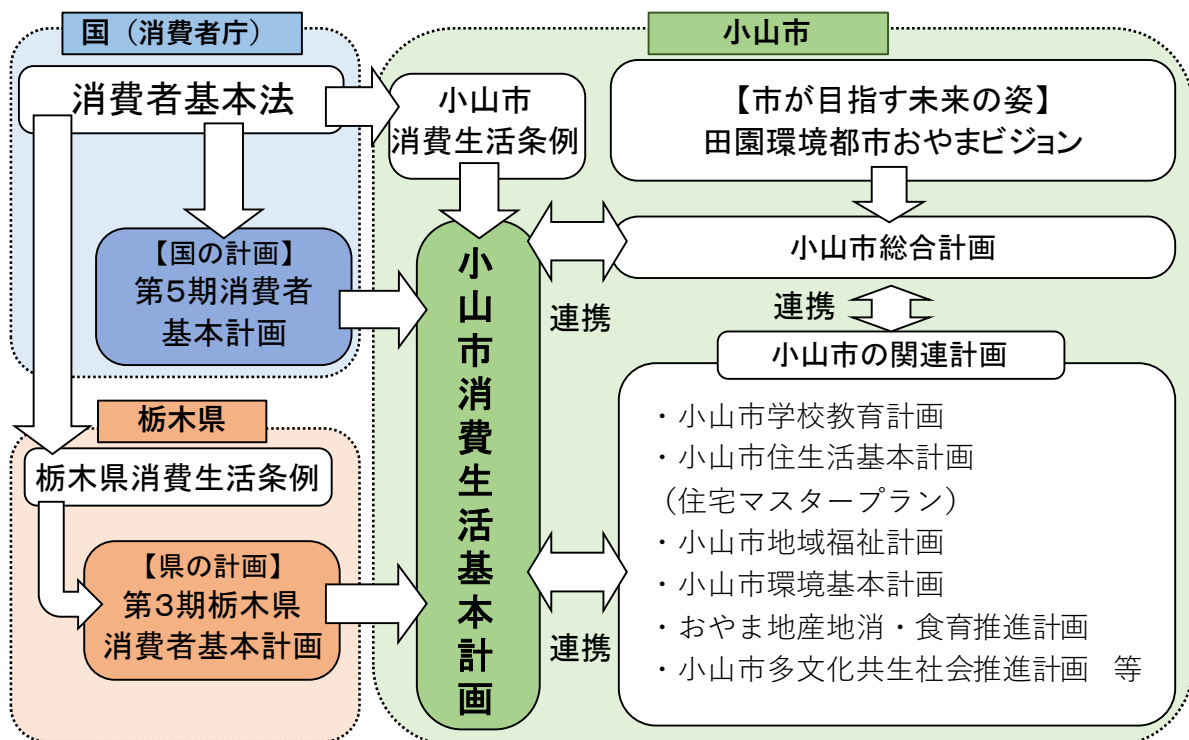 国（消費者庁）
消費者基本法
【国の計画】
第5期消費者
基本計画
栃木県
栃木県消費生活条例
【県の計画】
第3期栃木県
消費者基本計画
小山市
小山市
消費生活条例
小山市消費生活基本計画
【市が目指す未来の姿】
田園環境都市おやまビジョン
小山市総合計画
連携
連携
小山市の関連計画
・小山市学校教育計画
・小山市住生活基本計画
（住宅マスタープラン）
・小山市地域福祉計画
・小山市環境基本計画
・おやま地産地消・食育推進計画
・小山市多文化共生社会推進計画　等
連携